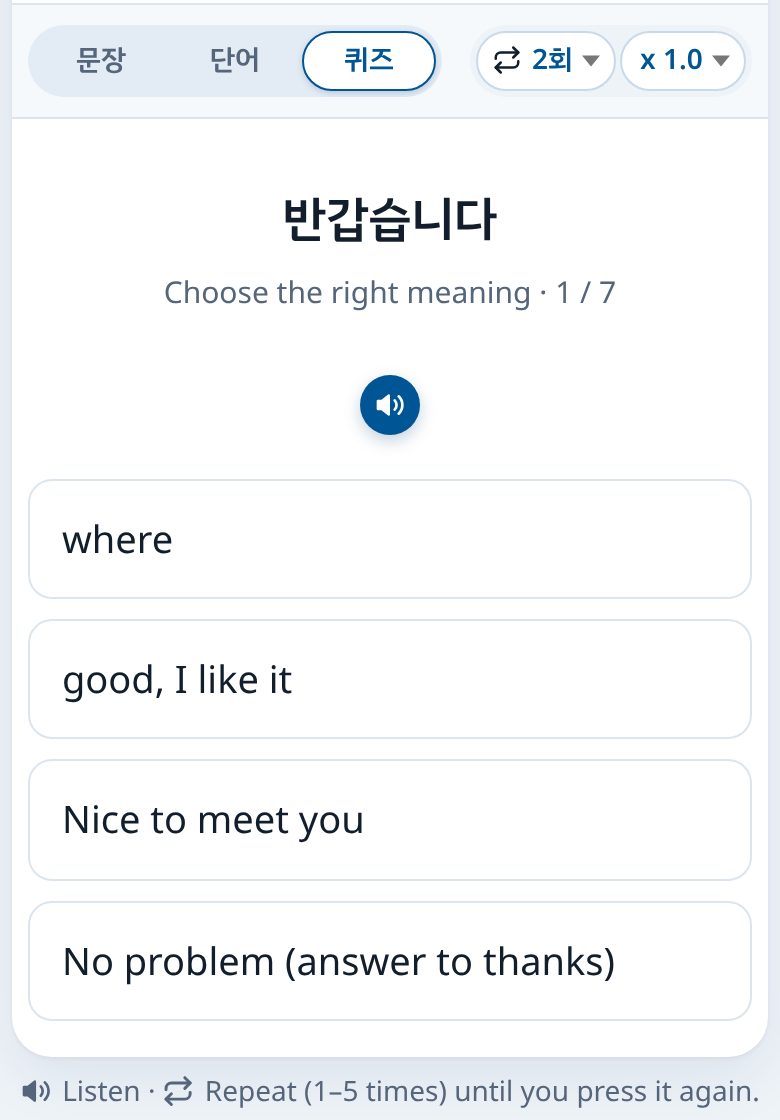 문장 단어 퀴즈 2회 x 1.0
반갑습니다
Choose the right meaning · 1 / 7
where
good, I like it
Nice to meet you
No problem (answer to thanks)
Listen · Repeat (1–5 times) until you press it again.